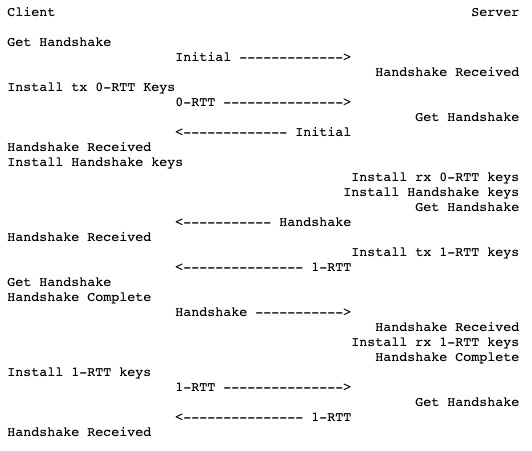 Client Server
Get Handshake
Initial ------------->
Handshake Received
Install tx 0-RTT Keys
0-RTT --------------->
Get Handshake
<------------- Initial
Handshake Received
Install Handshake keys
Install rx 0-RTT keys
Install Handshake keys
Get Handshake
<----------- Handshake
Handshake Received
Install tx 1-RTT keys
<--------------- 1-RTT
Get Handshake
Handshake Complete
Handshake ----------->
Handshake Received
Install rx 1-RTT keys
Handshake Complete
Install 1-RTT keys
1-RTT --------------->
Get Handshake
<--------------- 1-RTT
Handshake Received